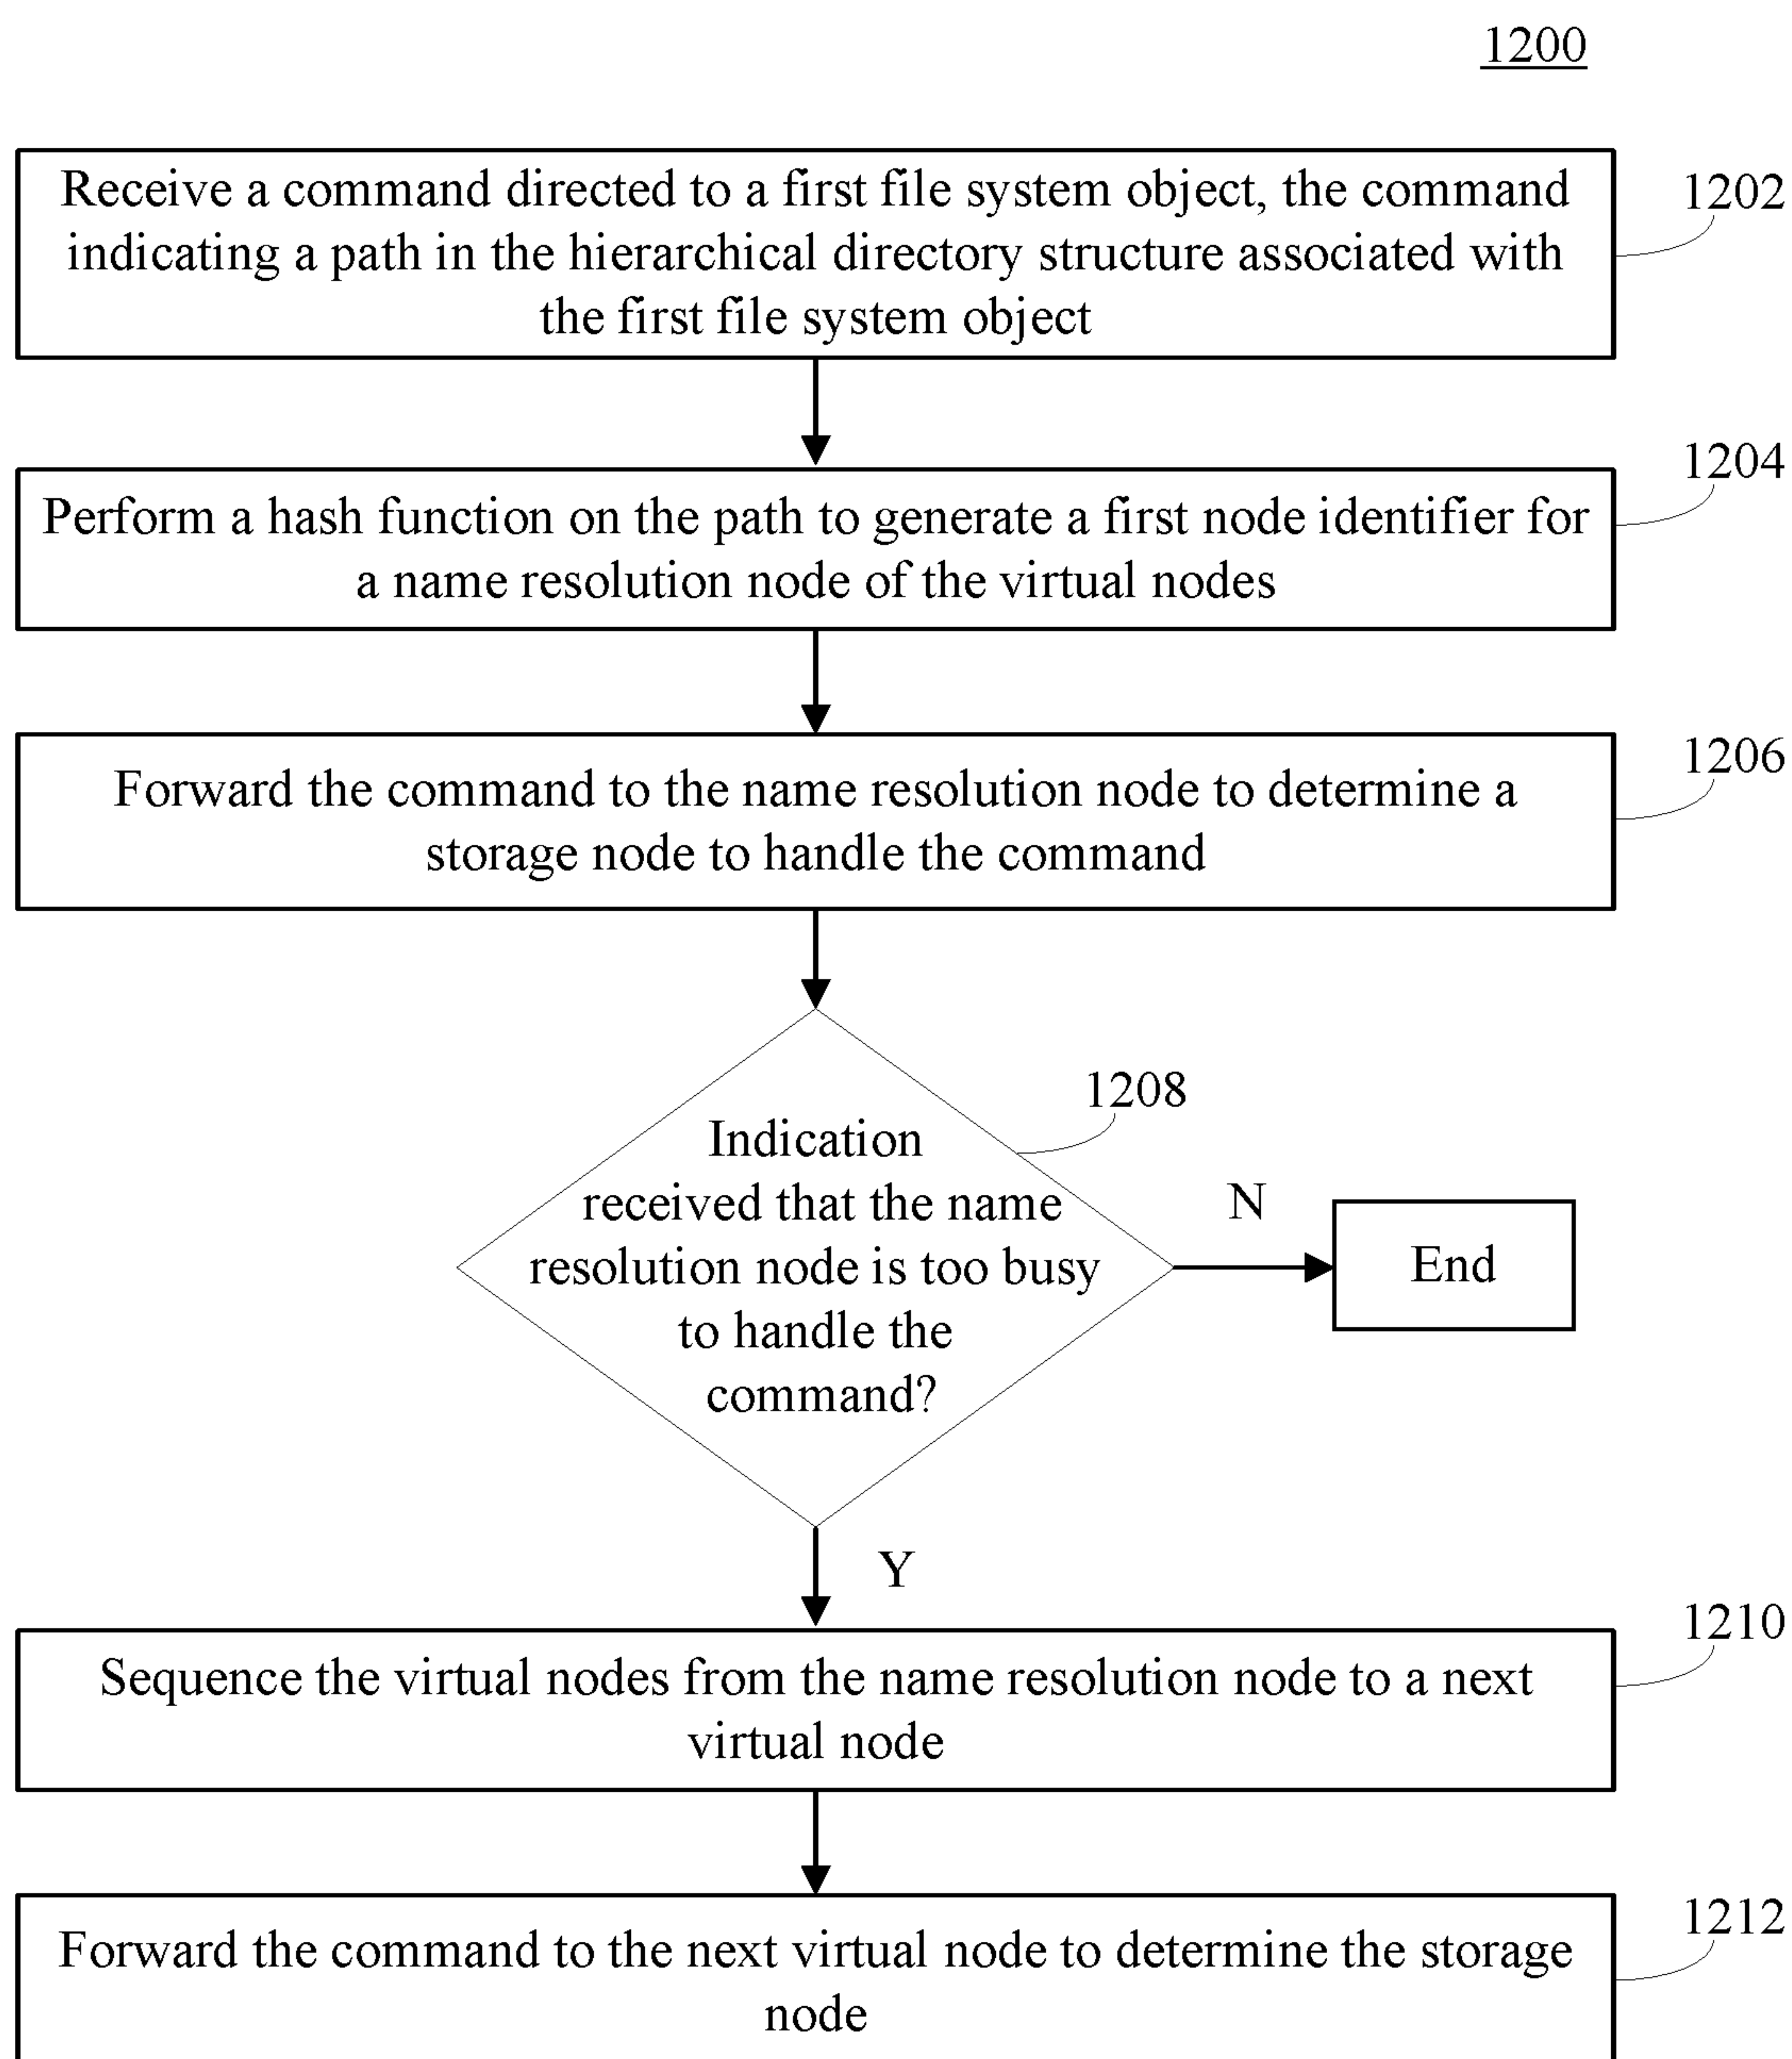 1200
Receive a command directed to a first file system object, the command
indicating a path in the hierarchical directory structure associated with
the first file system object
1202
Perform a hash function on the path to generate a first node identifier for
a name resolution node of the virtual nodes
1204
Forward the command to the name resolution node to determine a
storage node to handle the command
1206
Indication
received that the name
resolution node is too busy
to handle the
command?
1208
N
End
Y
Sequence the virtual nodes from the name resolution node to a next
virtual node
1210
Forward the command to the next virtual node to determine the storage
node
1212